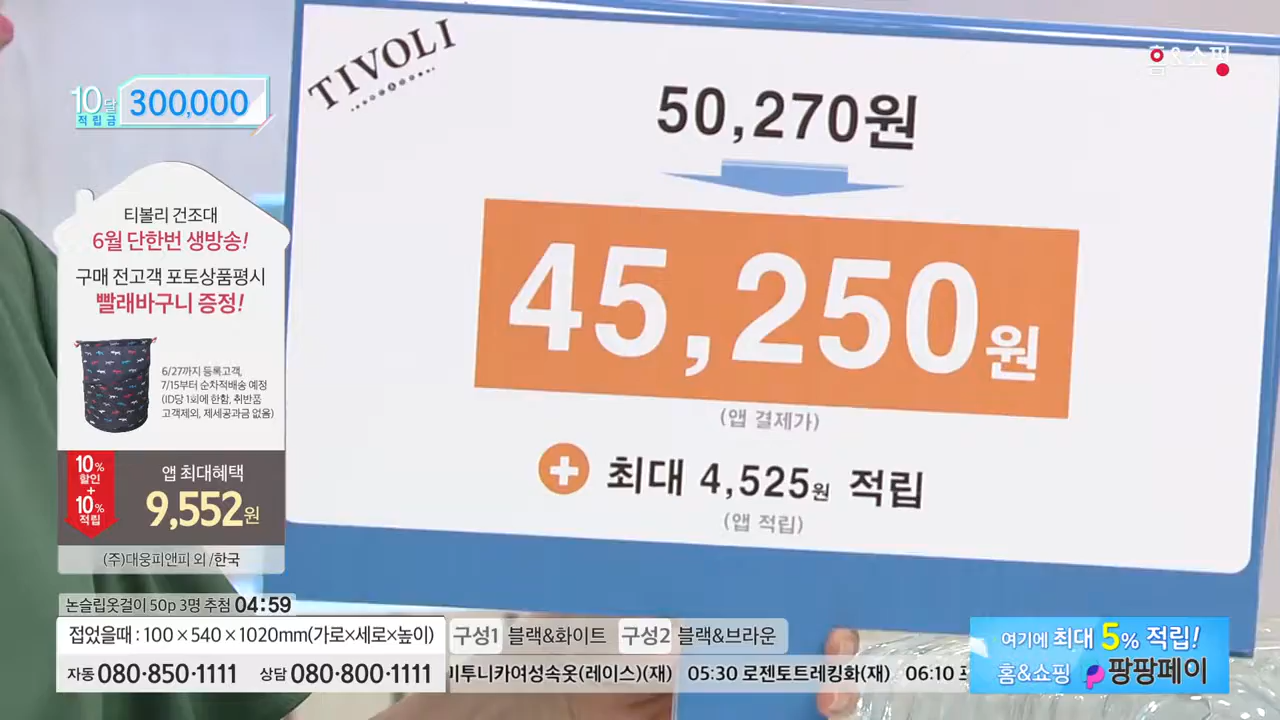 홈&쇼핑
TIVOLI
10달
적립금
300,000
50,270원
45,250원
(앱 결제가)
최대 4,525원 적립
(앱 적립)
티볼리 건조대
6월 단한번 생방송!
구매 전고객 포토상품평시
빨래바구니 증정!
6/27까지 등록고객,
7/15부터 순차적배송 예정
(ID당 1회에 한함, 취반품
고객제외, 제세공과금 없음)
10%
할인
+
10%
적립
앱 최대혜택
9,552원
(주)대웅피앤피 외 /한국
논슬립옷걸이 50p 3명 추첨 04:59
접었을때 : 100×540×1020mm(가로×세로×높이)
구성1 블랙&화이트 구성2 블랙&브라운
자동 080-850-1111 상담 080-800-1111
미투니카여성속옷(레이스)(재) 05:30 로젠토트레킹화(재) 06:10
여기에 최대 5% 적립!
홈&쇼핑 팡팡페이